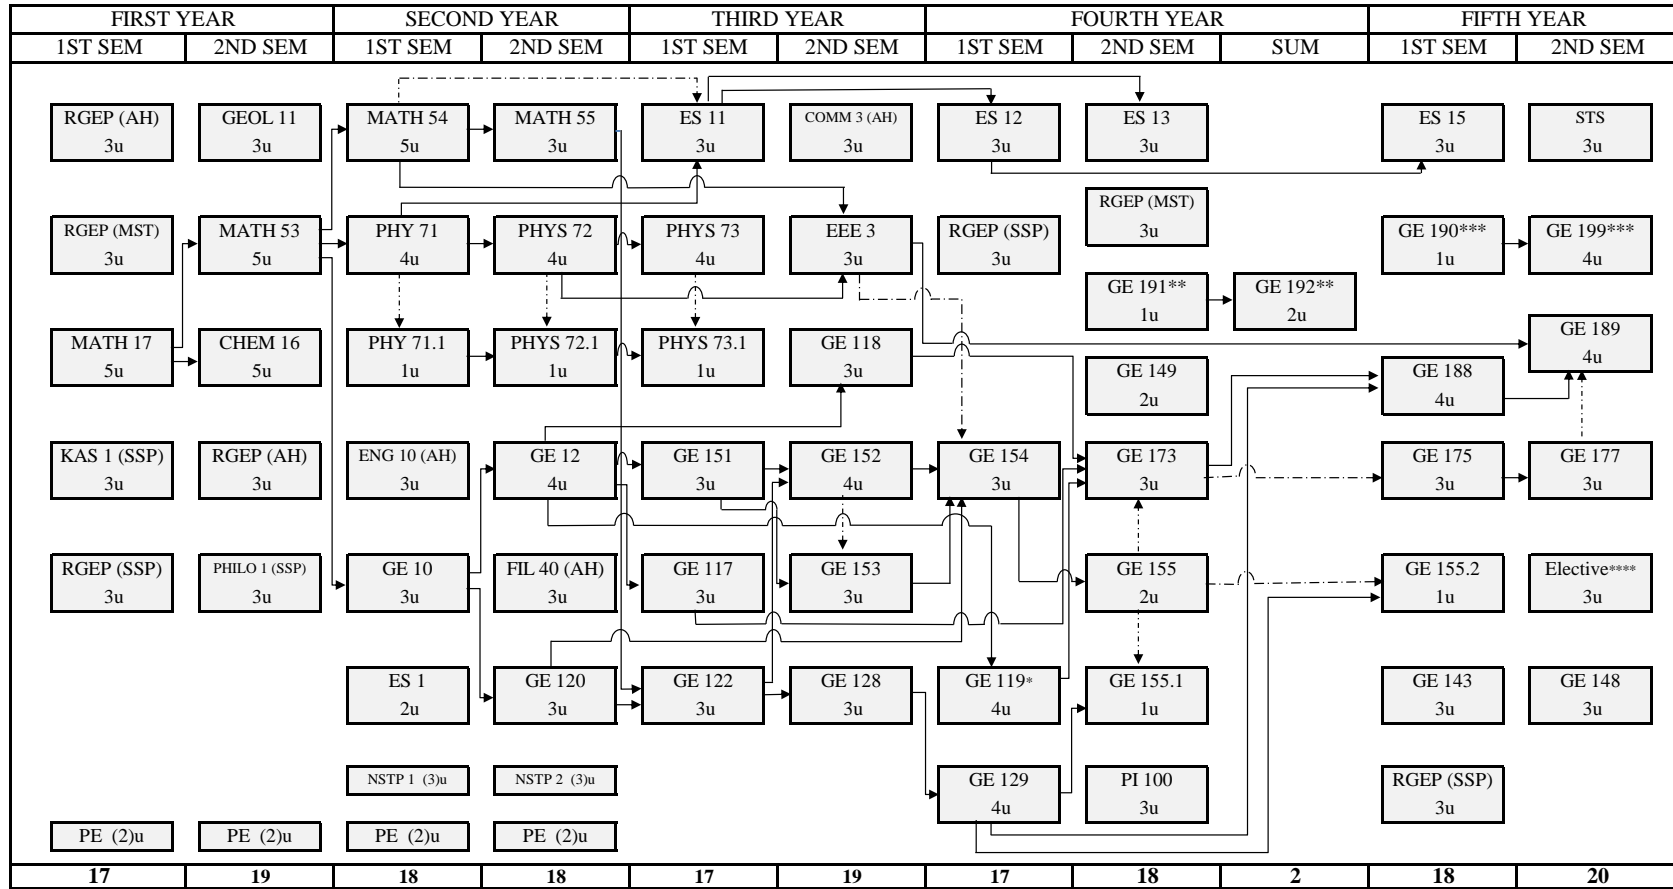 FIRST YEAR
SECOND YEAR
THIRD YEAR
FOURTH YEAR
FIFTH YEAR
1ST SEM
2ND SEM
1ST SEM
2ND SEM
1ST SEM
2ND SEM
1ST SEM
2ND SEM
SUM
1ST SEM
2ND SEM
RGEP (AH)
3u
GEOL 11
3u
MATH 54
5u
MATH 55
3u
ES 11
3u
COMM 3 (AH)
3u
ES 12
3u
ES 13
3u
ES 15
3u
STS
3u
RGEP (MST)
3u
RGEP (MST)
3u
MATH 53
5u
PHY 71
4u
PHYS 72
4u
PHYS 73
4u
EEE 3
3u
RGEP (SSP)
3u
GE 190***
1u
GE 199***
4u
GE 191**
1u
GE 192**
2u
MATH 17
5u
CHEM 16
5u
PHY 71.1
1u
PHYS 72.1
1u
PHYS 73.1
1u
GE 118
3u
GE 149
2u
GE 188
4u
GE 189
4u
KAS 1 (SSP)
3u
RGEP (AH)
3u
ENG 10 (AH)
3u
GE 12
4u
GE 151
3u
GE 152
4u
GE 154
3u
GE 173
3u
GE 175
3u
GE 177
3u
RGEP (SSP)
3u
PHILO 1 (SSP)
3u
GE 10
3u
FIL 40 (AH)
3u
GE 117
3u
GE 153
3u
GE 155
2u
GE 155.2
1u
Elective****
3u
ES 1
2u
GE 120
3u
GE 122
3u
GE 128
3u
GE 119*
4u
GE 155.1
1u
GE 143
3u
GE 148
3u
NSTP 1 (3)u
NSTP 2 (3)u
GE 129
4u
PI 100
3u
RGEP (SSP)
3u
PE (2)u
PE (2)u
PE (2)u
PE (2)u
17
19
18
18
17
19
17
18
2
18
20